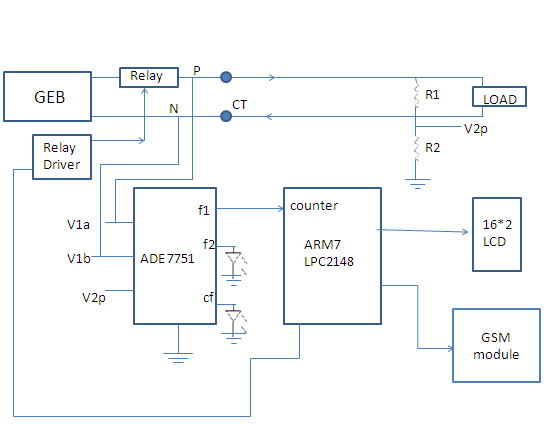 Relay
P
GEB
R1
LOAD
N
CT
V2p
Relay
Driver
R2
f1
counter
V1a
16*2
LCD
f2
ARM7
LPC2148
V1b
ADE7751
V2p
cf
GSM
module